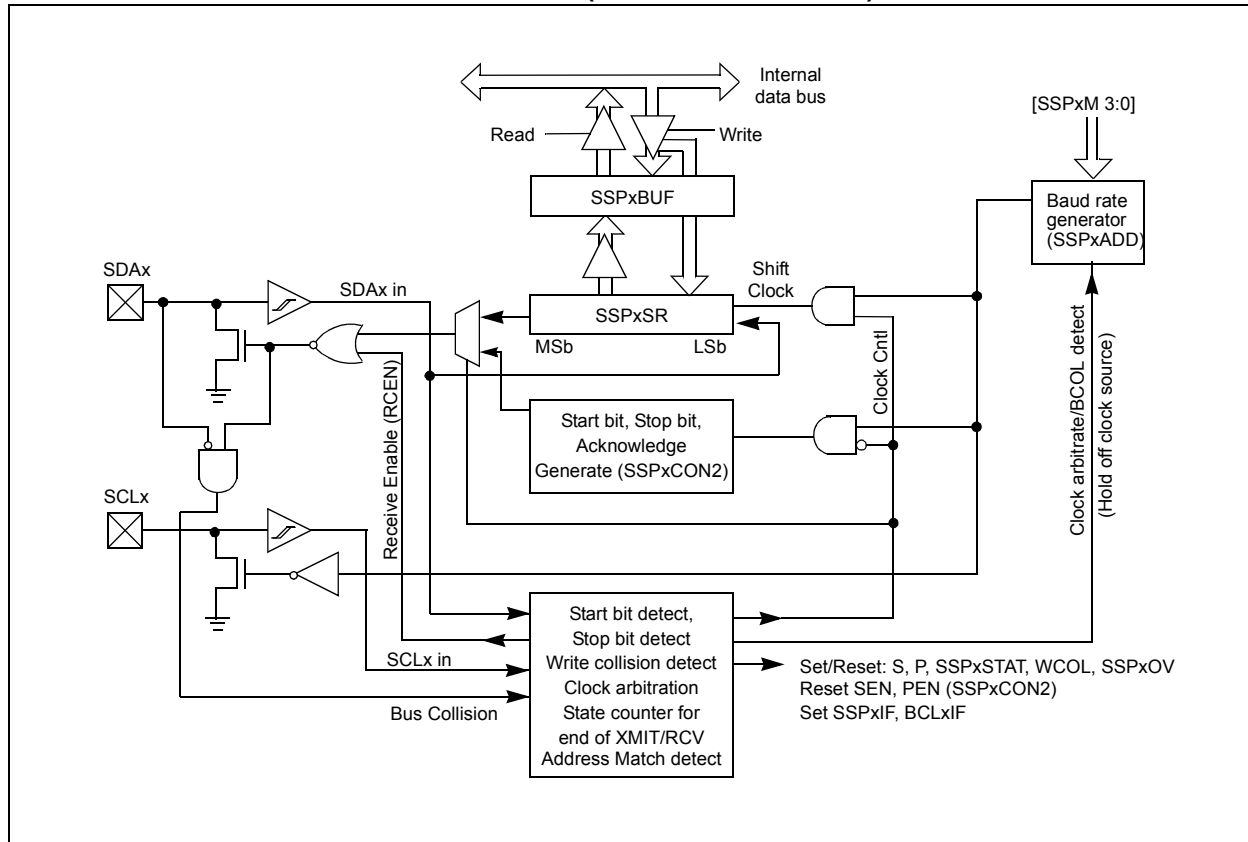 Internal
data bus
[SSPxM 3:0]
Read
Write
SSPxBUF
Baud rate
generator
(SSPxADD)
SDAx
Shift
Clock
SDAx in
SSPxSR
MSb
LSb
Clock Cntl
Clock arbitrate/BCOL detect
(Hold off clock source)
Receive Enable (RCEN)
Start bit, Stop bit,
Acknowledge
Generate (SSPxCON2)
SCLx
Start bit detect,
Stop bit detect
Write collision detect
Clock arbitration
State counter for
end of XMIT/RCV
Address Match detect
SCLx in
Bus Collision
Set/Reset: S, P, SSPxSTAT, WCOL, SSPxOV
Reset SEN, PEN (SSPxCON2)
Set SSPxIF, BCLxIF